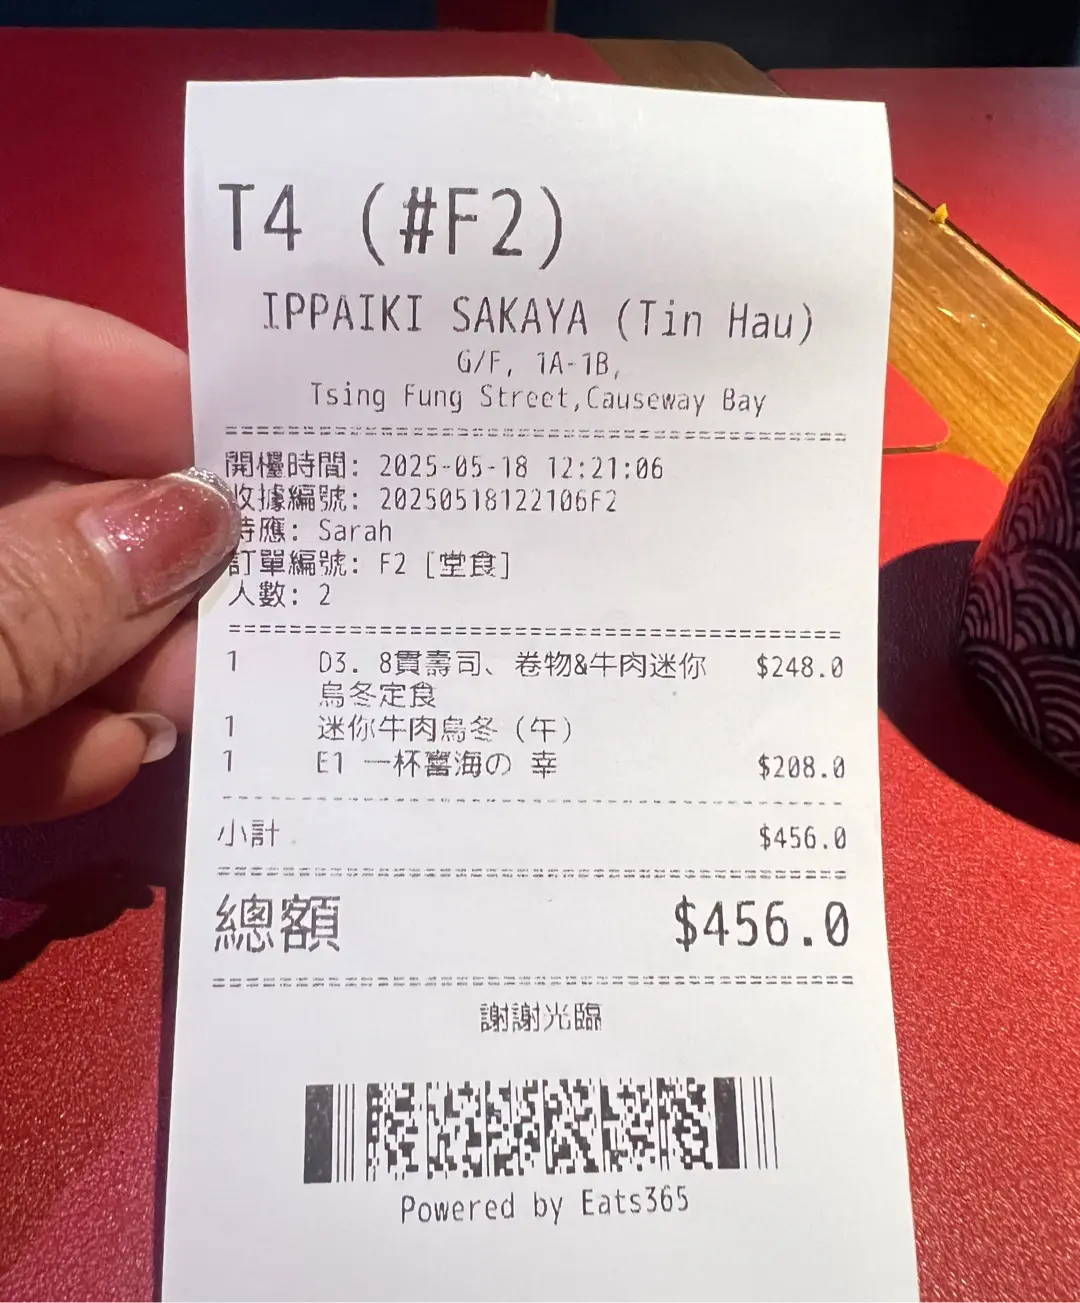 T4 (#F2)
IPPAIKI SAKAYA (Tin Hau)
G/F, 1A-1B,
Tsing Fung Street,Causeway Bay
開檯時間: 2025-05-18 12:21:06
收據編號: 20250518122106F2
侍應: Sarah
訂單編號: F2 [堂食]
人數: 2
1 D3. 8貫壽司、卷物&牛肉迷你 $248.0
烏冬定食
1 迷你牛肉烏冬 (午)
1 E1 一杯喜海の 幸 $208.0
小計 $456.0
總額 $456.0
謝謝光臨
Powered by Eats365